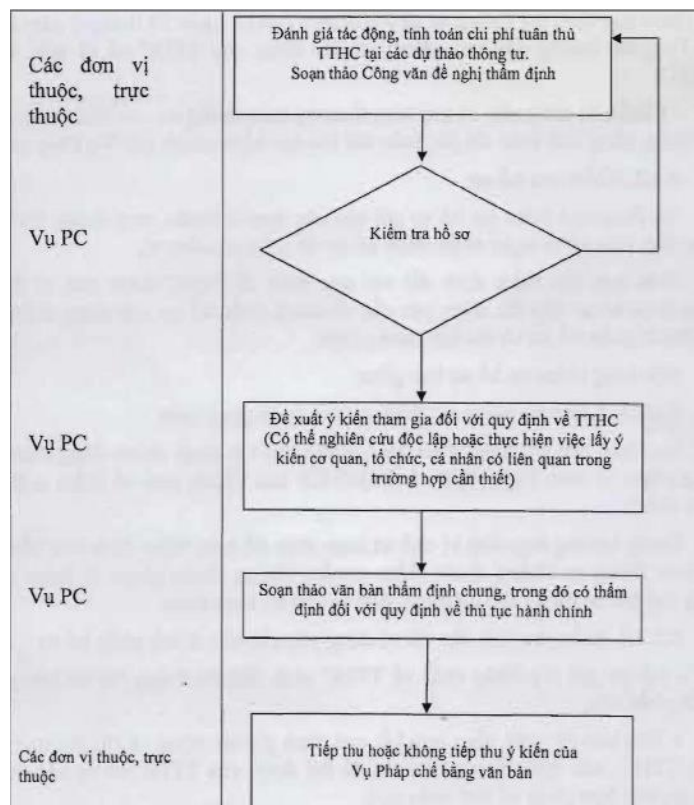 Đánh giá tác động, tính toán chi phí tuân thủ
TTHC tại các dự thảo thông tư.
Soạn thảo Công văn đề nghị thẩm định
Các đơn vị
thuộc, trực
thuộc
Kiểm tra hồ sơ
Vụ PC
Vụ PC
Đề xuất ý kiến tham gia đối với quy định về TTHC
(Có thể nghiên cứu độc lập hoặc thực hiện việc lấy ý
kiến cơ quan, tổ chức, cá nhân có liên quan trong
trường hợp cần thiết)
Vụ PC
Soạn thảo văn bản thẩm định chung, trong đó có thẩm
định đối với quy định về thủ tục hành chính
Các đơn vị thuộc, trực
thuộc
Tiếp thu hoặc không tiếp thu ý kiến của
Vụ Pháp chế bằng văn bản